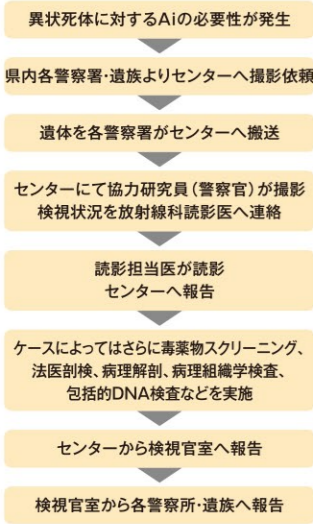 異状死体に対するAiの必要性が発生
県内各警察署・遺族よりセンターへ撮影依頼
遺体を各警察署がセンターへ搬送
センターにて協力研究員(警察官)が撮影
検視状況を放射線科読影医へ連絡
読影担当医が読影
センターへ報告
ケースによってはさらに毒薬物スクリーニング、
法医剖検、病理解剖、病理組織学検査、
包括的DNA検査などを実施
センターから検視官室へ報告
検視官室から各警察所・遺族へ報告